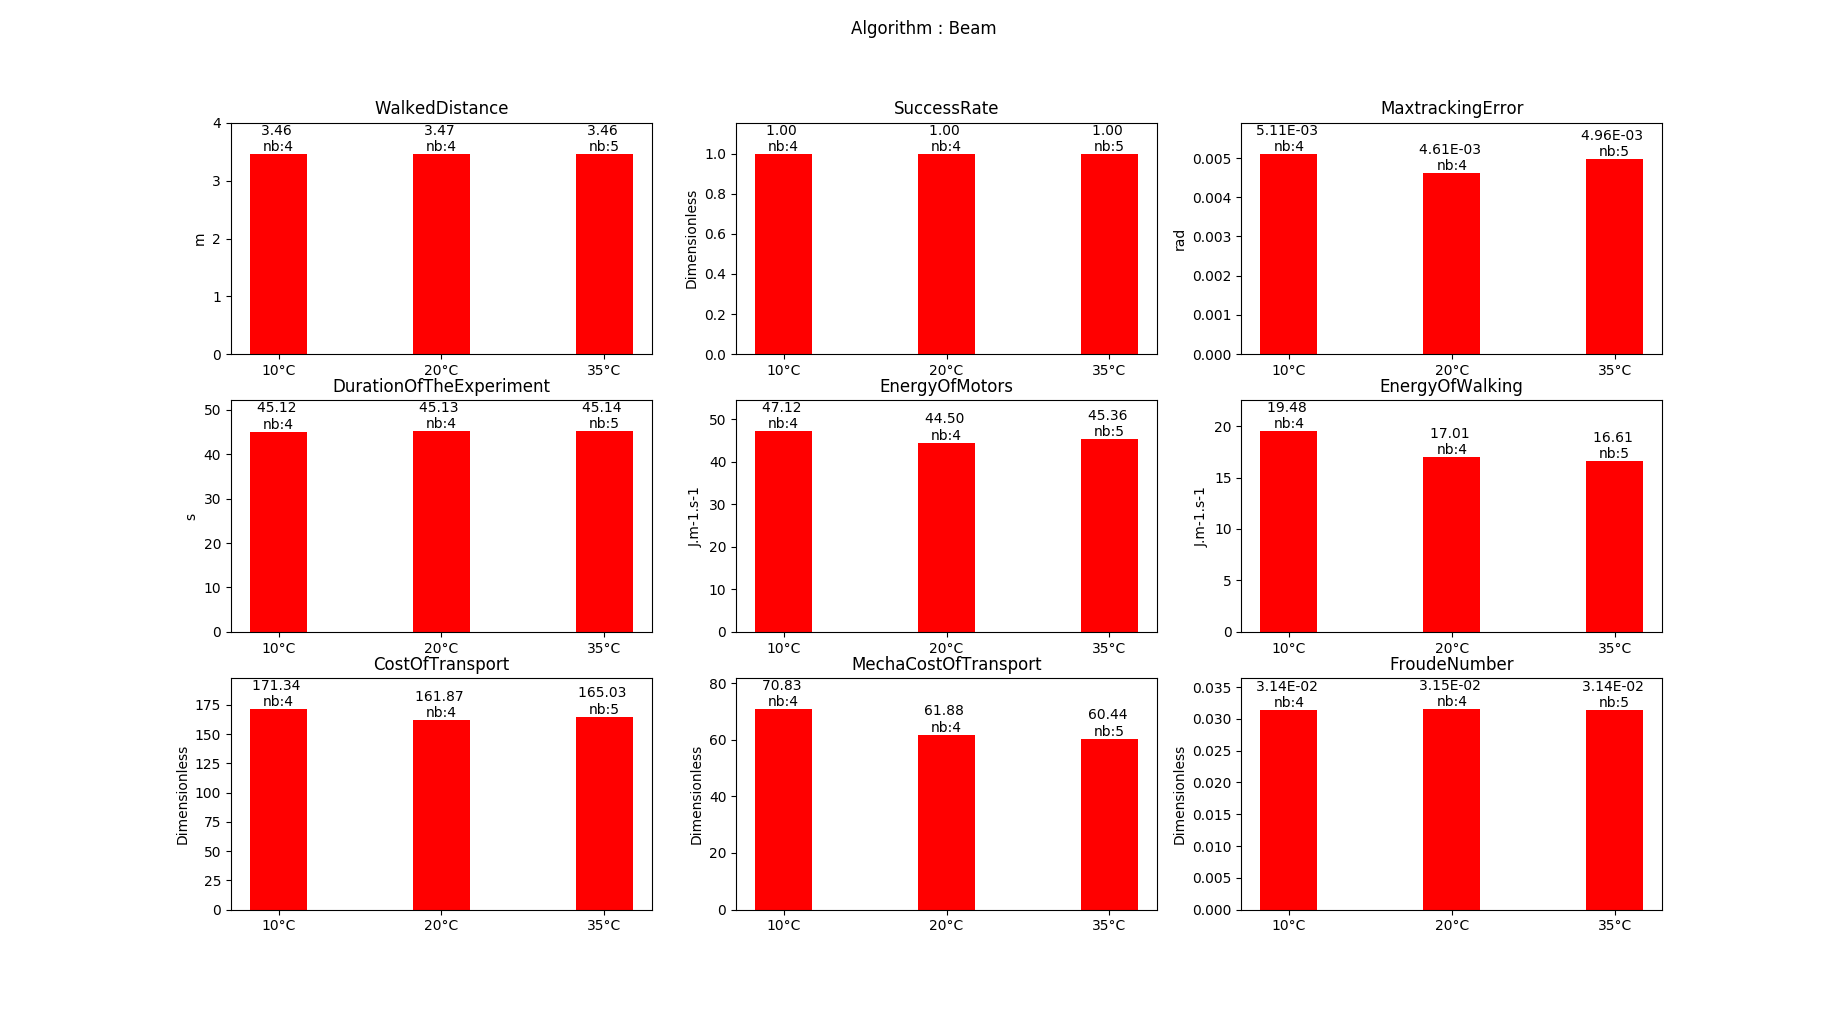 Algorithm : Beam
WalkedDistance
3.46
nb:4
3.47
nb:4
3.46
nb:5
4
3
2
1
0
m
10°C
20°C
35°C
SuccessRate
1.00
nb:4
1.00
nb:4
1.00
nb:5
1.0
0.8
0.6
0.4
0.2
0.0
Dimensionless
10°C
20°C
35°C
MaxtrackingError
5.11E-03
nb:4
4.61E-03
nb:4
4.96E-03
nb:5
0.005
0.004
0.003
0.002
0.001
0.000
rad
10°C
20°C
35°C
DurationOfTheExperiment
45.12
nb:4
45.13
nb:4
45.14
nb:5
50
40
30
20
10
0
s
10°C
20°C
35°C
EnergyOfMotors
47.12
nb:4
44.50
nb:4
45.36
nb:5
50
40
30
20
10
0
J.m-1.s-1
10°C
20°C
35°C
EnergyOfWalking
19.48
nb:4
17.01
nb:4
16.61
nb:5
20
15
10
5
0
J.m-1.s-1
10°C
20°C
35°C
CostOfTransport
171.34
nb:4
161.87
nb:4
165.03
nb:5
175
150
125
100
75
50
25
0
Dimensionless
10°C
20°C
35°C
MechaCostOfTransport
70.83
nb:4
61.88
nb:4
60.44
nb:5
80
60
40
20
0
Dimensionless
10°C
20°C
35°C
FroudeNumber
3.14E-02
nb:4
3.15E-02
nb:4
3.14E-02
nb:5
0.035
0.030
0.025
0.020
0.015
0.010
0.005
0.000
Dimensionless
10°C
20°C
35°C